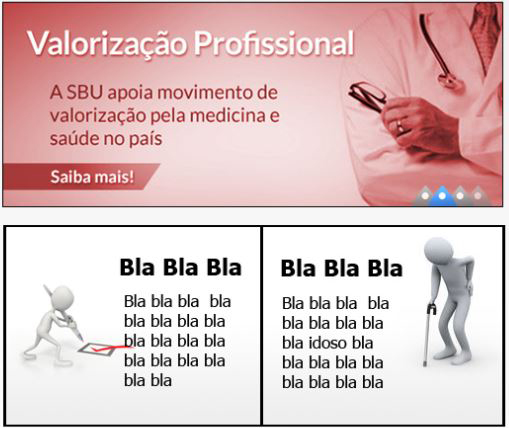 Valorização Profissional
A SBU apoia movimento de
valorização pela medicina e
saúde no país
Saiba mais!
Bla Bla Bla
Bla bla bla  bla
bla bla bla bla
bla bla bla bla
bla bla bla bla
bla bla
Bla Bla Bla
Bla bla bla  bla
bla bla bla bla
bla idoso bla
bla bla bla bla
bla bla bla bla